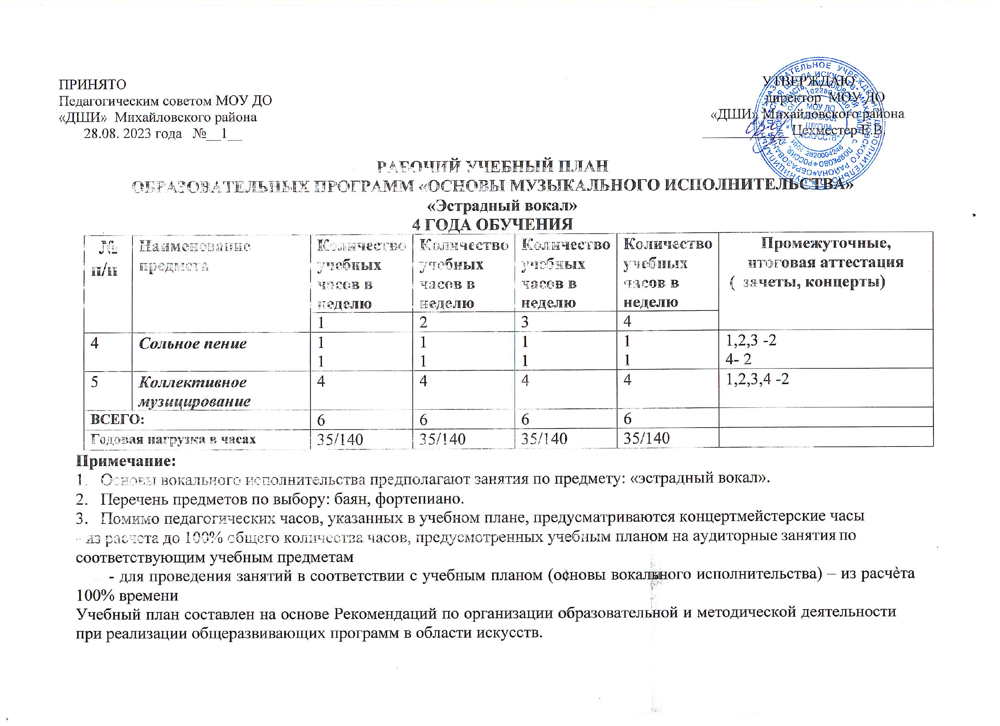 ПРИНЯТО
Педагогическим советом МОУ ДО
«ДШИ» Михайловского района
28.08. 2023 года №__1__
УТВЕРЖДАЮ
директор МОУ ДО
«ДШИ» Михайловского района
____________ Цехместер Е.В.
МОУ ДО
ШКОЛА
ИСКУССТВ"
ИНН 2820004246
РАБОЧИЙ УЧЕБНЫЙ ПЛАН
ОБРАЗОВАТЕЛЬНЫХ ПРОГРАММ «ОСНОВЫ МУЗЫКАЛЬНОГО ИСПОЛНИТЕЛЬСТВА»
«Эстрадный вокал»
4 ГОДА ОБУЧЕНИЯ
№ п/п
Наименование предмета
Количество учебных часов в неделю
Количество учебных часов в неделю
Количество учебных часов в неделю
Количество учебных часов в неделю
Промежуточные, итоговая аттестация ( зачеты, концерты)
1 2 3 4
4 Сольное пение 1 1 1 1 1,2,3 -2
1 1 1 1 4- 2
5 Коллективное 4 4 4 4 1,2,3,4 -2
музицирование
ВСЕГО: 6 6 6 6
Годовая нагрузка в часах 35/140 35/140 35/140 35/140
Примечание:
1. Основы вокального исполнительства предполагают занятия по предмету: «эстрадный вокал».
2. Перечень предметов по выбору: баян, фортепиано.
3. Помимо педагогических часов, указанных в учебном плане, предусматриваются концертмейстерские часы
- из расчета до 100% общего количества часов, предусмотренных учебным планом на аудиторные занятия по
соответствующим учебным предметам
- для проведения занятий в соответствии с учебным планом (основы вокального исполнительства) – из расчѐта
100% времени
Учебный план составлен на основе Рекомендаций по организации образовательной и методической деятельности
при реализации общеразвивающих программ в области искусств.